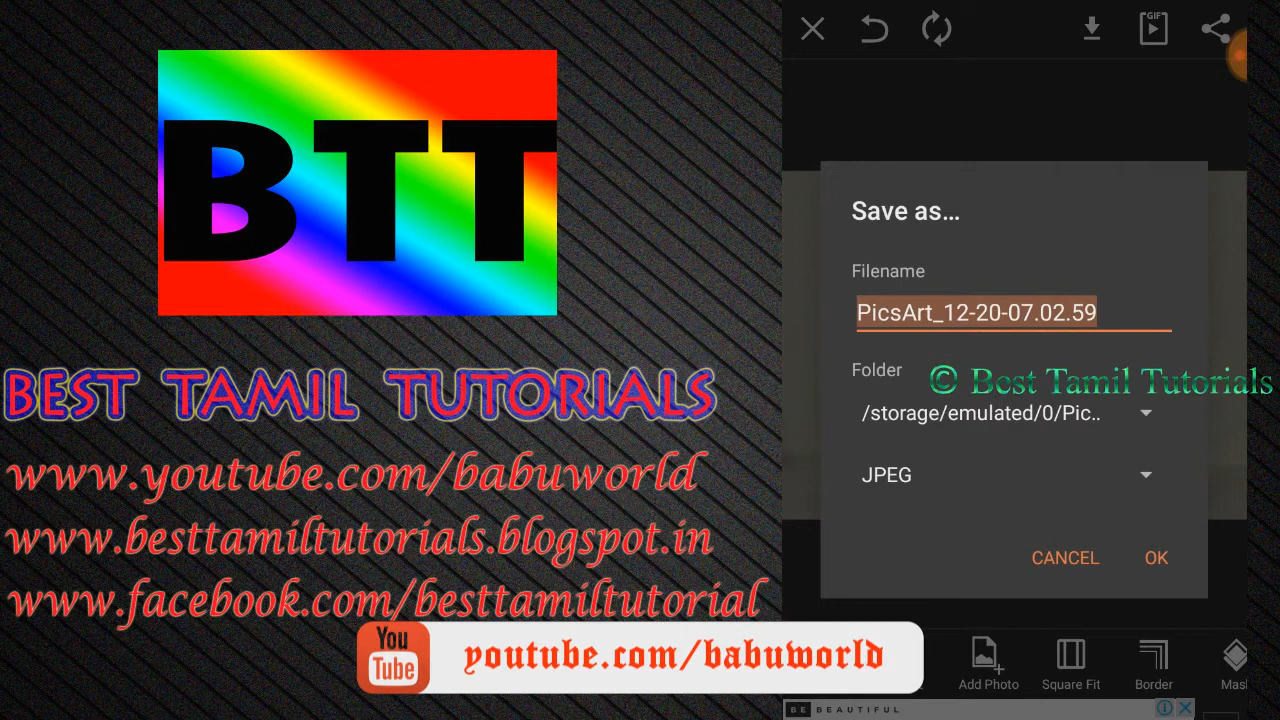 BTT
BEST TAMIL TUTORIALS
www.youtube.com/babuworld
www.besttamiltutorials.blogspot.in
www.facebook.com/besttamiltutorial
You
Tube
youtube.com/babuworld
GIF
Save as...
Filename
PicsArt_12-20-07.02.59
Folder
© Best Tamil Tutorials
/storage/emulated/0/Pic..
JPEG
CANCEL OK
Add Photo Square Fit Border Mas
BE BEAUTIFUL